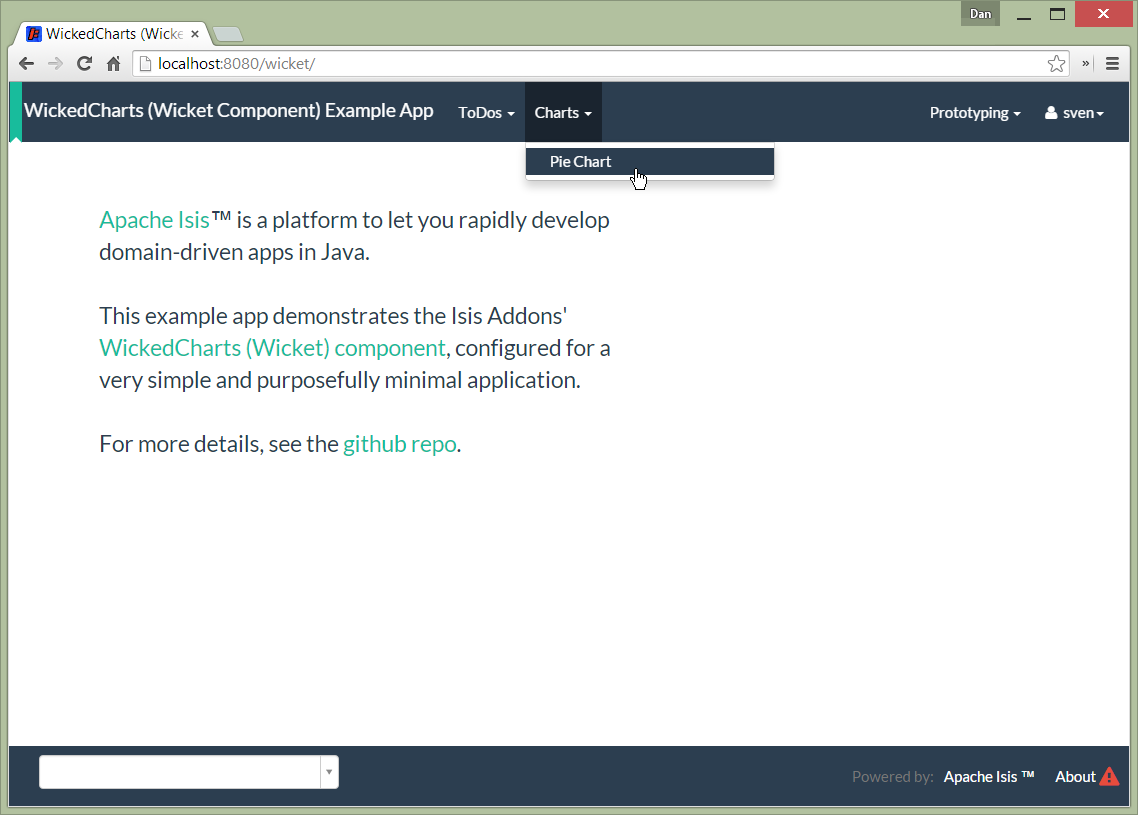 Dan
WickedCharts (Wicke
localhost:8080/wicket/
»
WickedCharts (Wicket Component) Example App ToDos Charts Prototyping sven
Pie Chart
Apache Isis™ is a platform to let you rapidly develop
domain-driven apps in Java.
This example app demonstrates the Isis Addons'
WickedCharts (Wicket) component, configured for a
very simple and purposefully minimal application.
For more details, see the github repo.
Powered by: Apache Isis ™ About